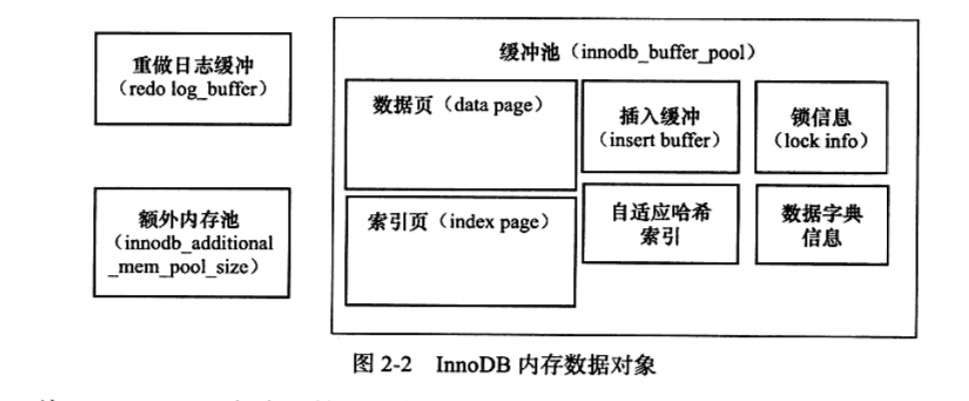 重做日志缓冲
（redo log_buffer）
额外内存池
（innodb_additional
_mem_pool_size）
缓冲池（innodb_buffer_pool）
数据页（data page）
插入缓冲
（insert buffer）
锁信息
（lock info）
索引页（index page）
自适应哈希
索引
数据字典
信息
图 2-2 InnoDB 内存数据对象